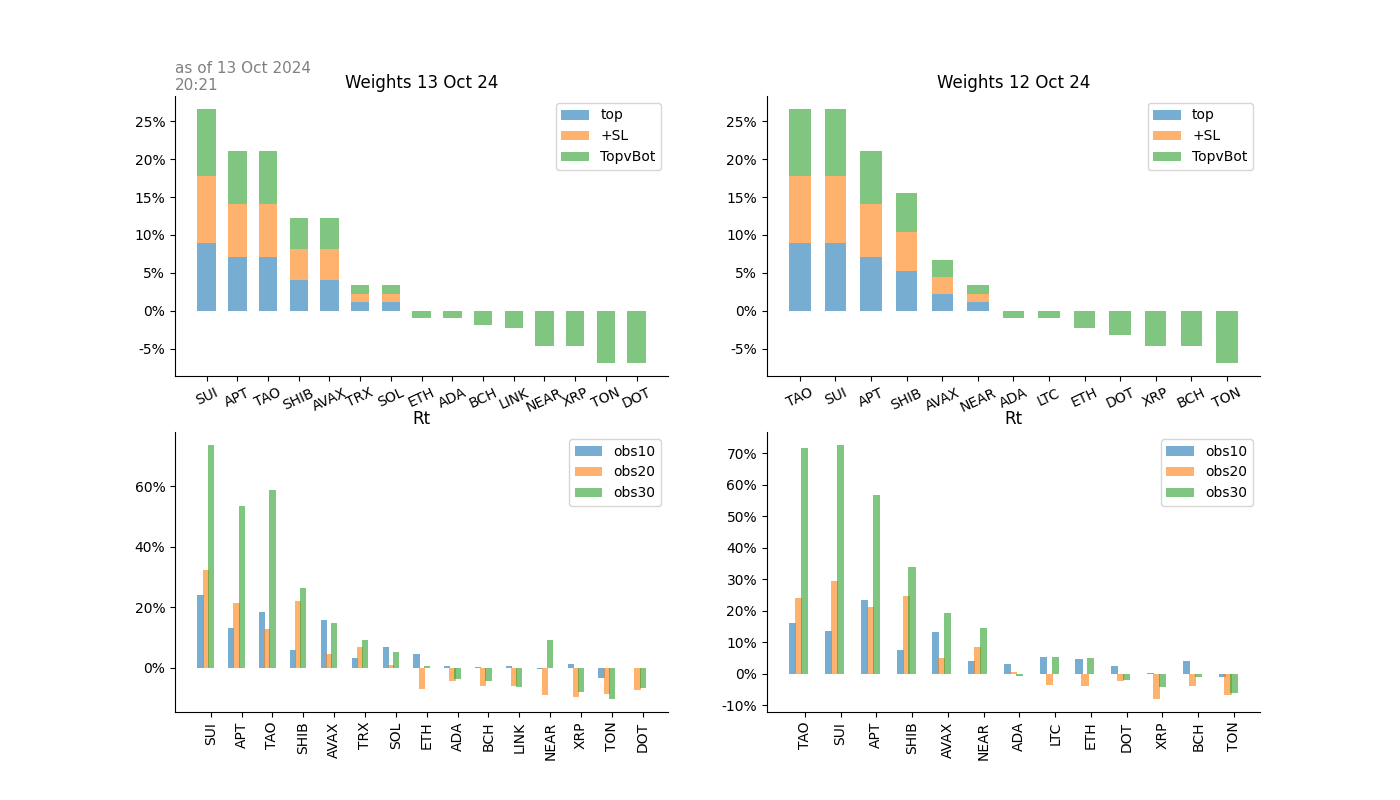 as of 13 Oct 2024
20:21
Weights 13 Oct 24
25%
20%
15%
10%
5%
0%
-5%
top
+SL
TopvBot
SUI APT TAO SHIB AVAX TRX SOL ETH ADA BCH LINK NEAR XRP TON DOT
Weights 12 Oct 24
25%
20%
15%
10%
5%
0%
-5%
top
+SL
TopvBot
TAO SUI APT SHIB AVAX NEAR ADA LTC ETH DOT XRP BCH TON
Rt
60%
40%
20%
0%
obs10
obs20
obs30
SUI APT TAO SHIB AVAX TRX SOL ETH ADA BCH LINK NEAR XRP TON DOT
Rt
70%
60%
50%
40%
30%
20%
10%
0%
-10%
obs10
obs20
obs30
TAO SUI APT SHIB AVAX NEAR ADA LTC ETH DOT XRP BCH TON